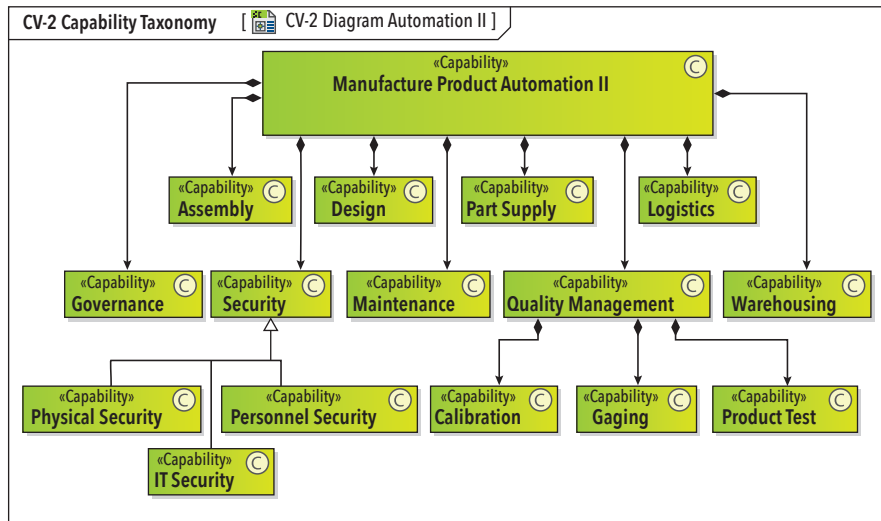 CV-2 Capability Taxonomy [ CV-2 Diagram Automation II ]
«Capability» C
Manufacture Product Automation II
«Capability» C
Assembly
«Capability» C
Design
«Capability» C
Part Supply
«Capability» C
Logistics
«Capability» C
Governance
«Capability» C
Security
«Capability» C
Maintenance
«Capability» C
Quality Management
«Capability» C
Warehousing
«Capability» C
Physical Security
«Capability» C
Personnel Security
«Capability» C
IT Security
«Capability» C
Calibration
«Capability» C
Gaging
«Capability» C
Product Test